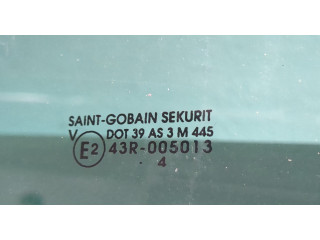 SAINT-GOBAIN SEKURIT
V DOT 39 AS 3 M 445
E2 43R-005013
. 4